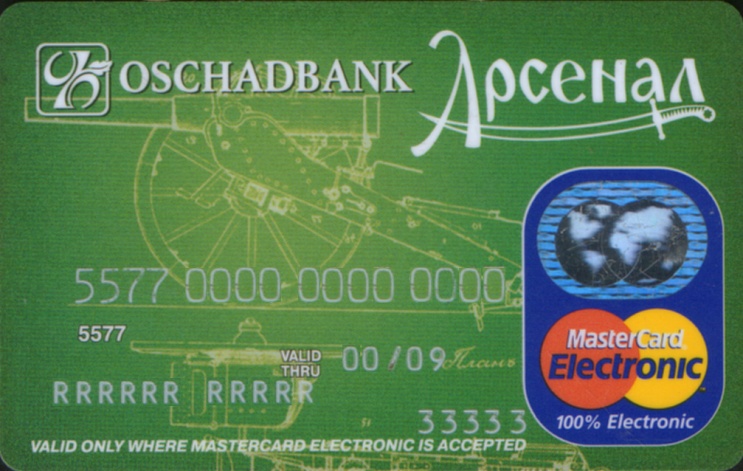 OSCHADBANK Арсенал
5577 0000 0000 0000
5577
VALID THRU 00/09 Планъ
RRRRRR RRRRR
33333
MasterCard
Electronic
100% Electronic
VALID ONLY WHERE MASTERCARD ELECTRONIC IS ACCEPTED